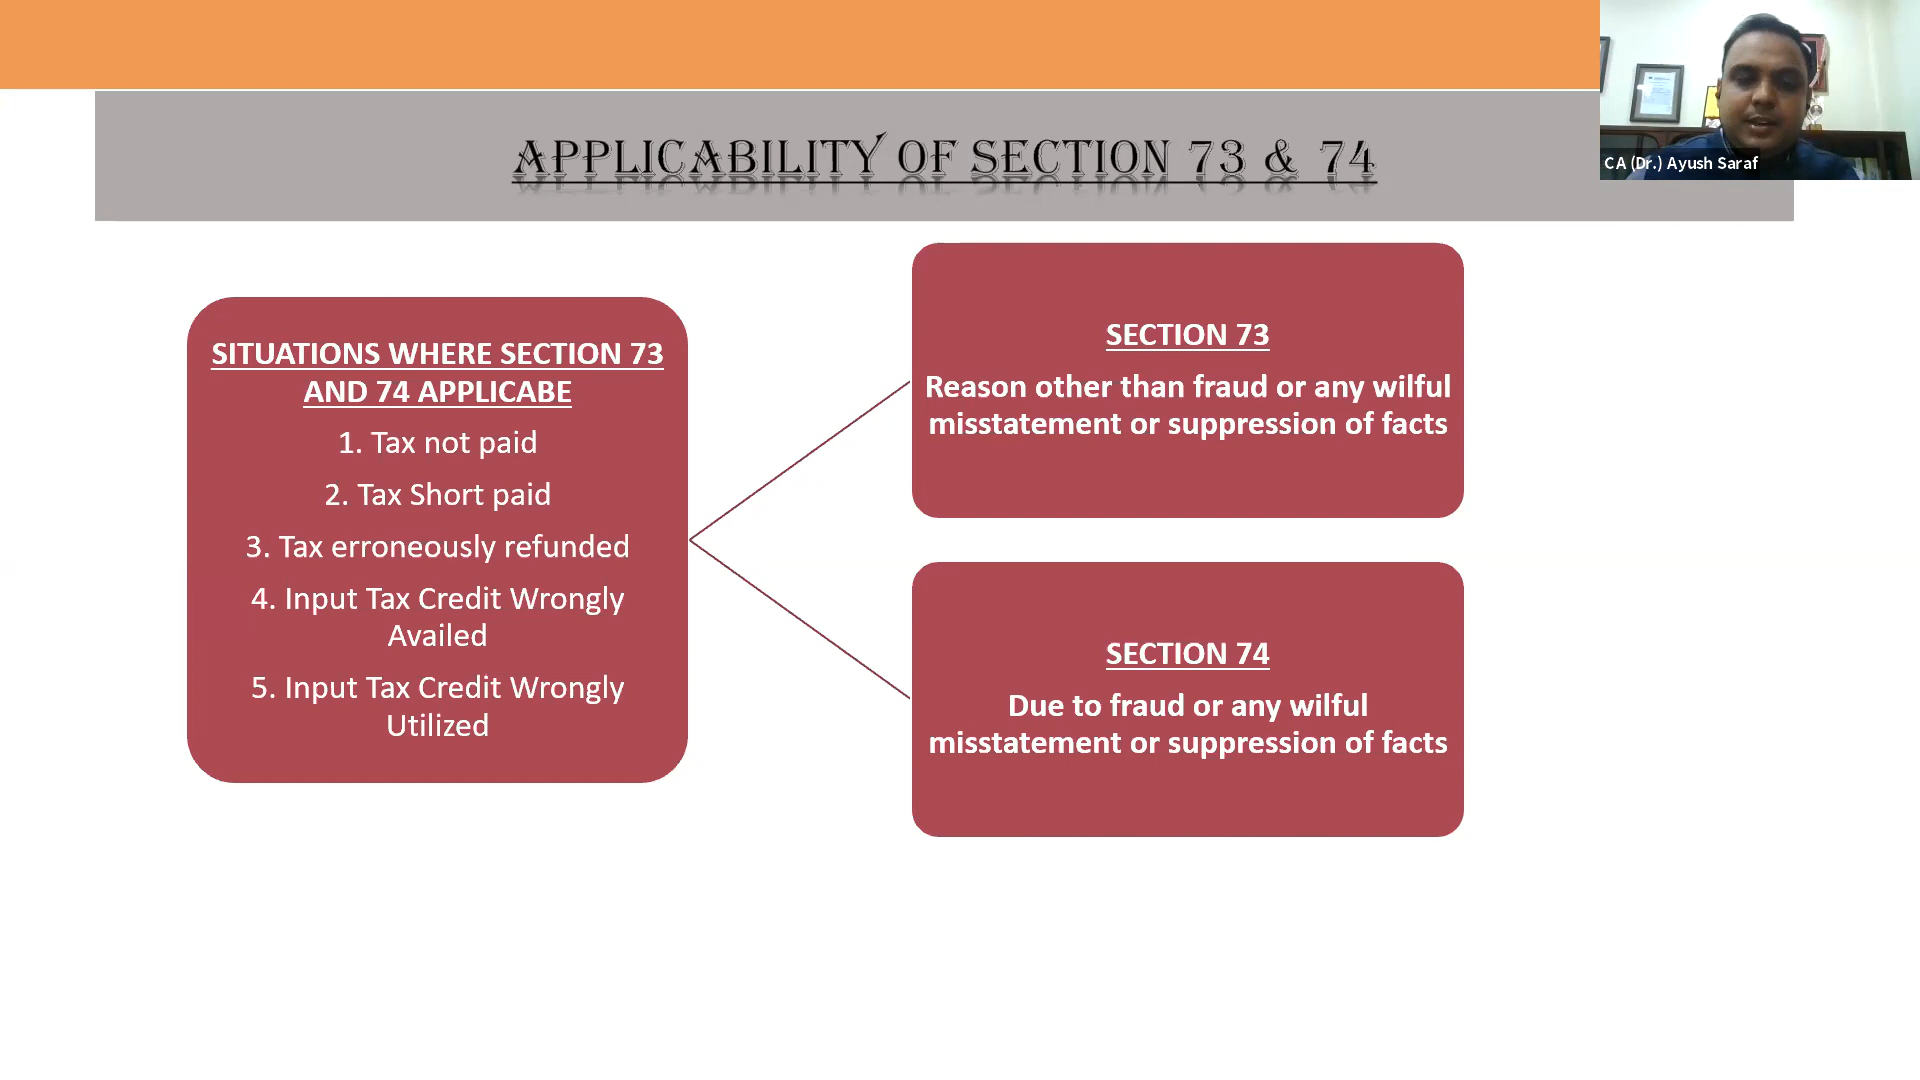 APPLICABILITY OF SECTION 73 & 74
CA (Dr.) Ayush Saraf
SITUATIONS WHERE SECTION 73
AND 74 APPLICABE
1. Tax not paid
2. Tax Short paid
3. Tax erroneously refunded
4. Input Tax Credit Wrongly
Availed
5. Input Tax Credit Wrongly
Utilized
SECTION 73
Reason other than fraud or any wilful
misstatement or suppression of facts
SECTION 74
Due to fraud or any wilful
misstatement or suppression of facts